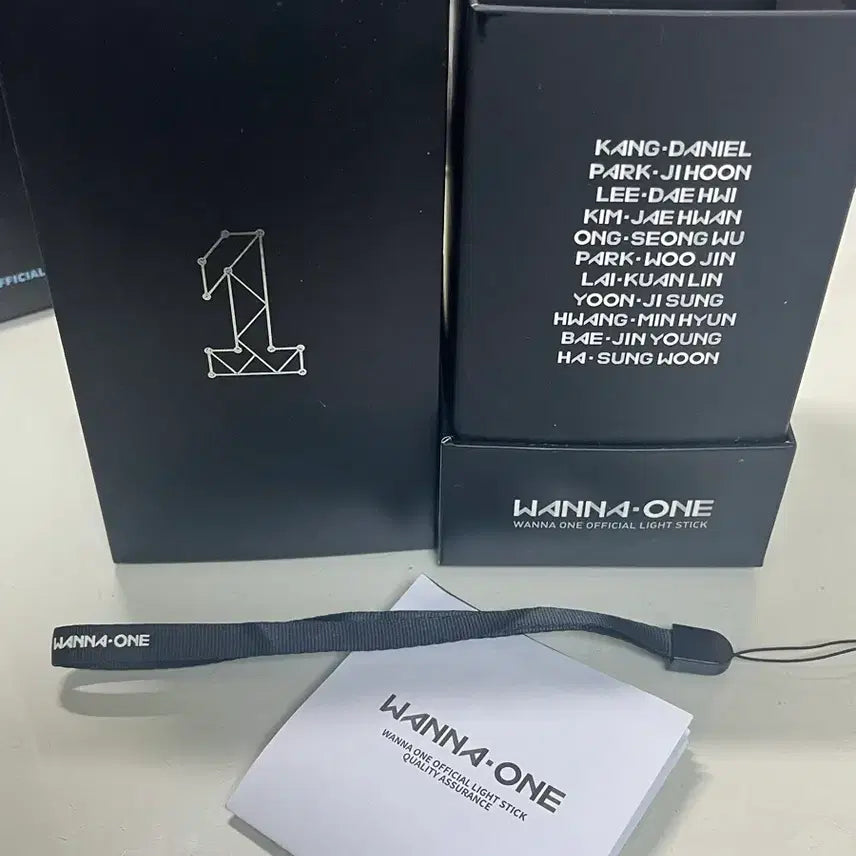 FFICIAL
1
KANG·DANIEL
PARK·JI HOON
LEE·DAE HWI
KIM·JAE HWAN
ONG·SEONG WU
PARK·WOO JIN
LAI·KUAN LIN
YOON·JI SUNG
HWANG·MIN HYUN
BAE·JIN YOUNG
HA·SUNG WOON
WANNA·ONE
WANNA ONE OFFICIAL LIGHT STICK
WANNA·ONE
WANNA·ONE
WANNA ONE OFFICIAL LIGHT STICK
QUALITY ASSURANCE